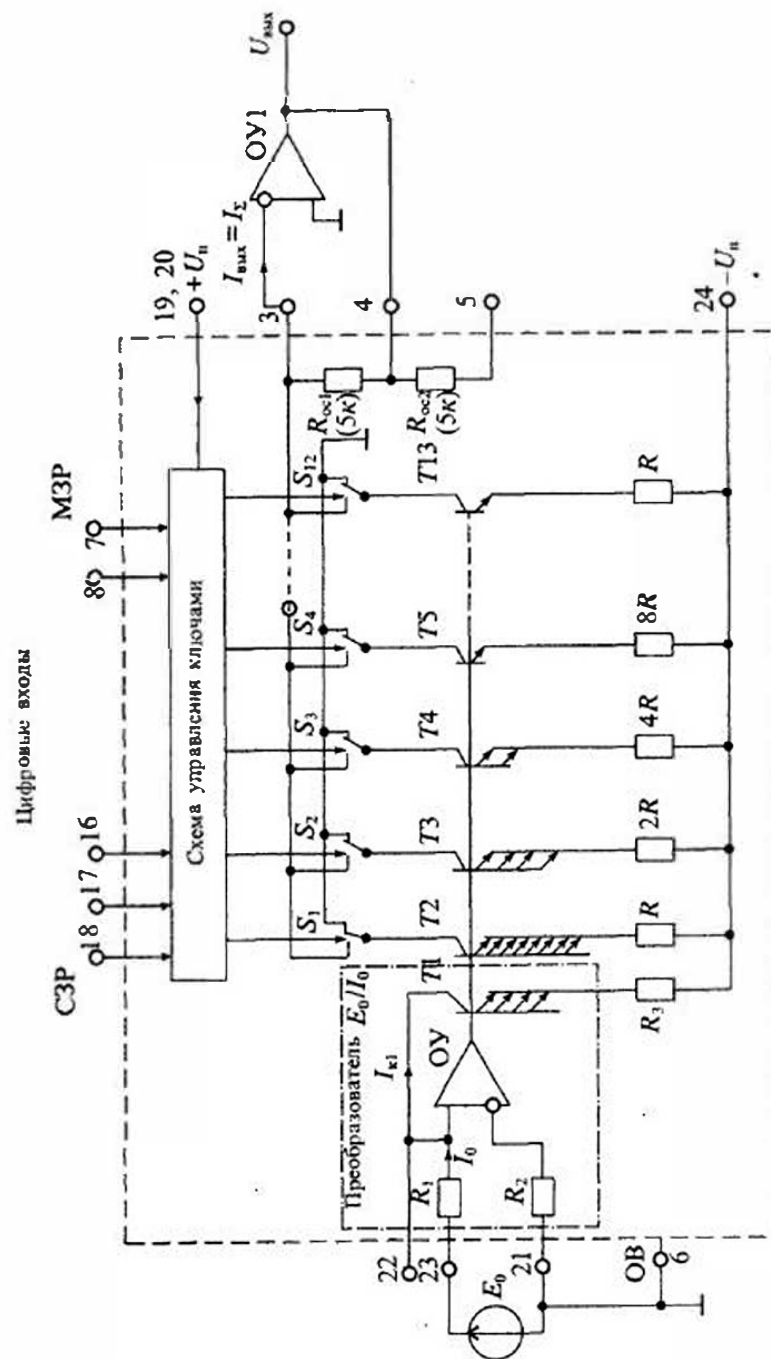 Цифровые входы
СЗР
МЗР
18
17
16
8
7
19, 20
+Uп
Схема управления ключами
Iвых = IΣ
ОУ1
Uвых
3
4
5
S1
S2
S3
S4
S12
Rос1
(5к)
Rос2
(5к)
Преобразователь E0/I0
Iк1
T1
T2
T3
T4
T5
T13
ОУ
22
23
R1
I0
E0
21
R2
ОВ
6
R3
R
2R
4R
8R
R
24
−Uп